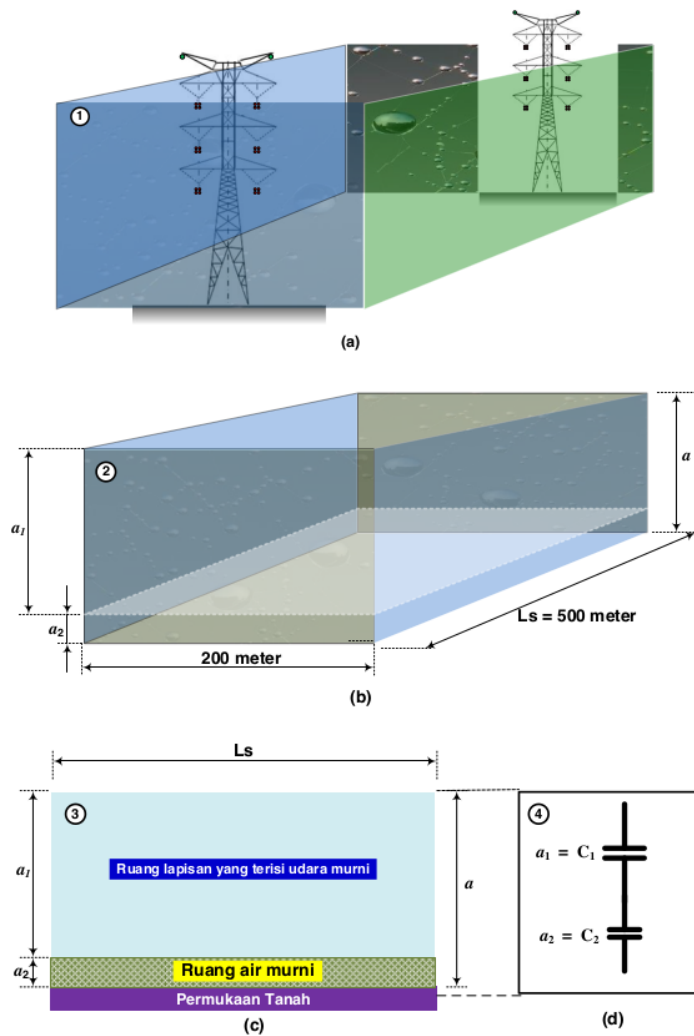 1
(a)
2
a₁
a₂
a
Ls = 500 meter
200 meter
(b)
Ls
3
a₁
Ruang lapisan yang terisi udara murni
a
a₂
Ruang air murni
Permukaan Tanah
(c)
4
a₁ = C₁
a₂ = C₂
(d)